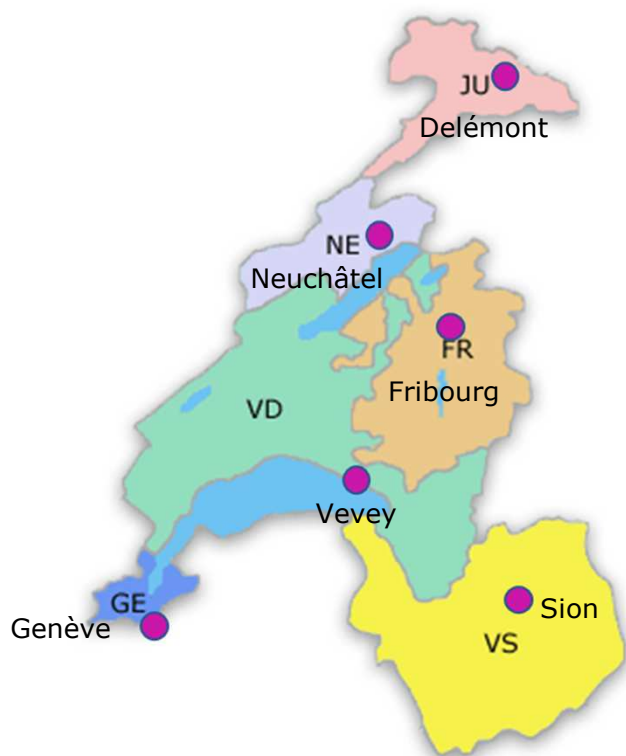 JU
Delémont
NE
Neuchâtel
FR
Fribourg
VD
Vevey
GE
Genève
Sion
VS